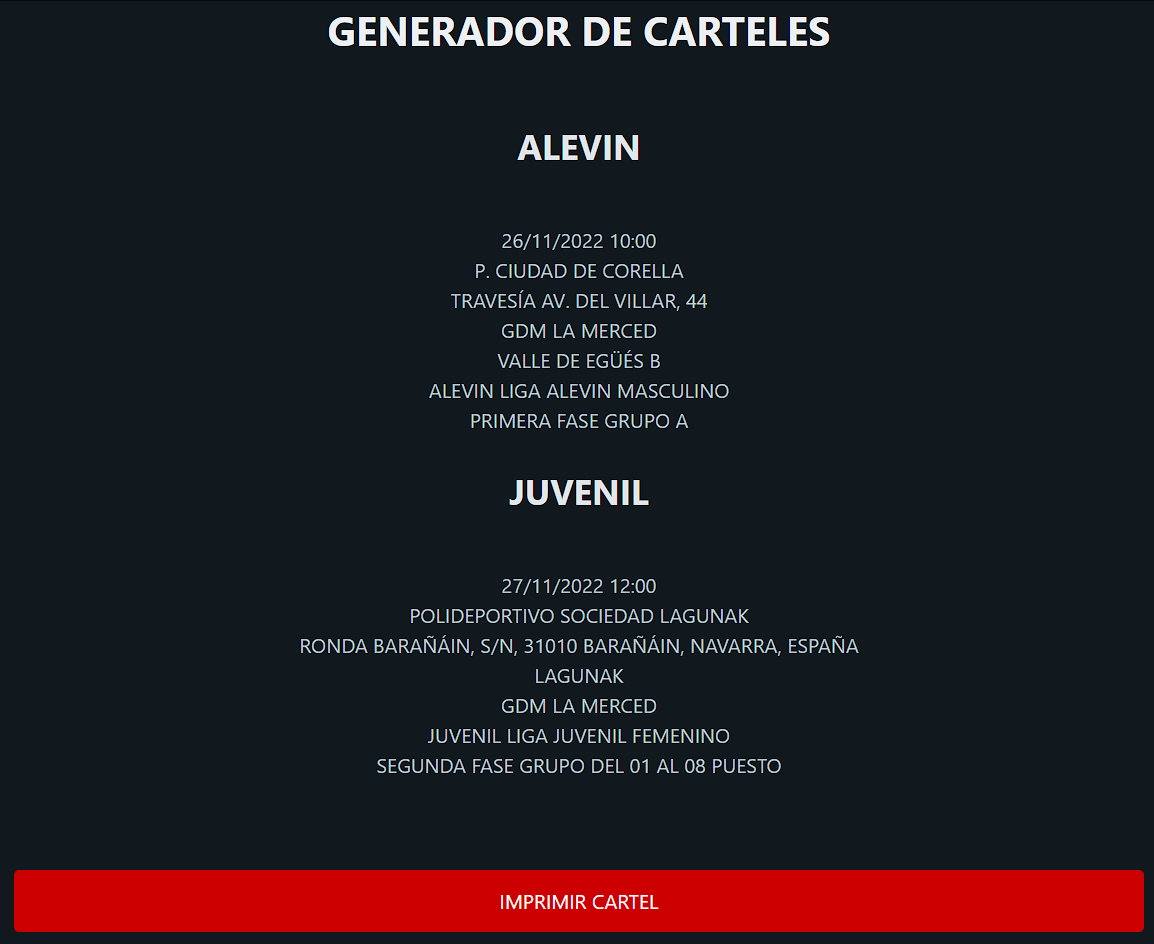 GENERADOR DE CARTELES
ALEVIN
26/11/2022 10:00
P. CIUDAD DE CORELLA
TRAVESÍA AV. DEL VILLAR, 44
GDM LA MERCED
VALLE DE EGÜÉS B
ALEVIN LIGA ALEVIN MASCULINO
PRIMERA FASE GRUPO A
JUVENIL
27/11/2022 12:00
POLIDEPORTIVO SOCIEDAD LAGUNAK
RONDA BARAÑÁIN, S/N, 31010 BARAÑÁIN, NAVARRA, ESPAÑA
LAGUNAK
GDM LA MERCED
JUVENIL LIGA JUVENIL FEMENINO
SEGUNDA FASE GRUPO DEL 01 AL 08 PUESTO
IMPRIMIR CARTEL